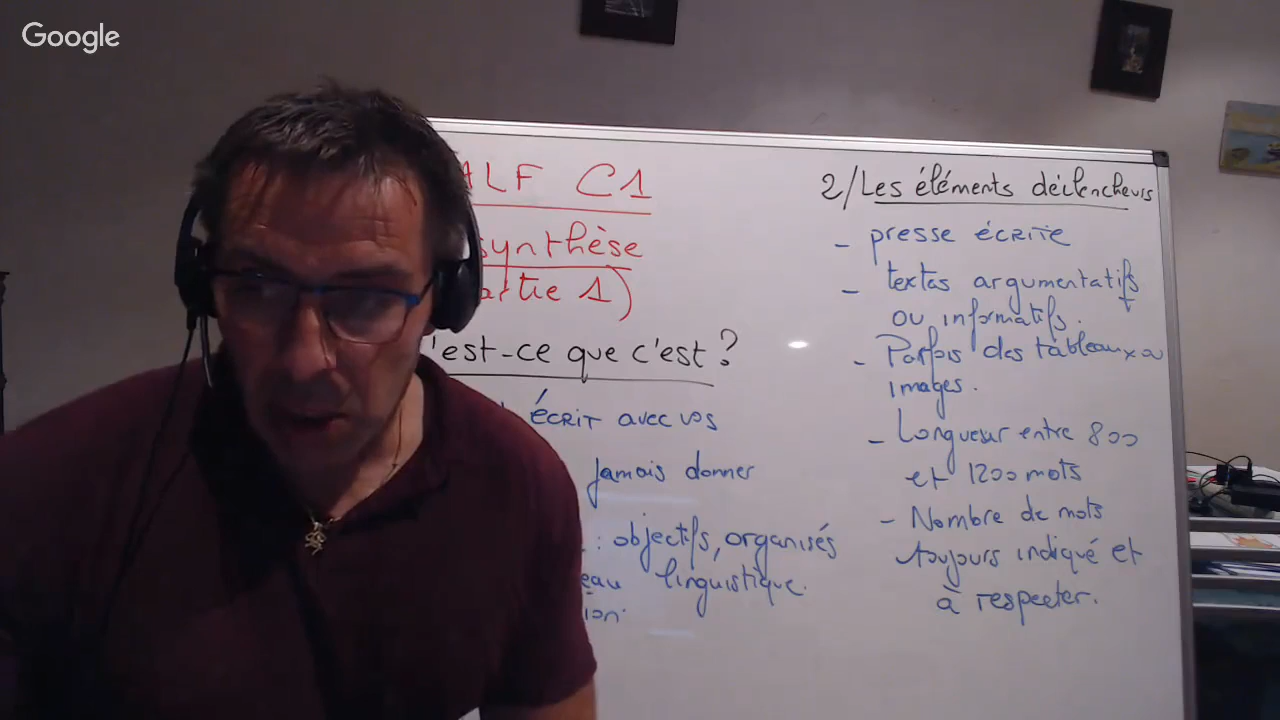 Google
ALF C1
synthèse
artie 1)
'est-ce que c'est ?
écrit avec vos
Jamais donner
: objectifs, organisés
eau linguistique.
ion.
2/Les éléments déclencheurs
- presse écrite
- textes argumentatifs
ou informatifs.
- Parfois des tableaux ou
images.
- Longueur entre 800
et 1200 mots
- Nombre de mots
toujours indiqué et
à respecter.